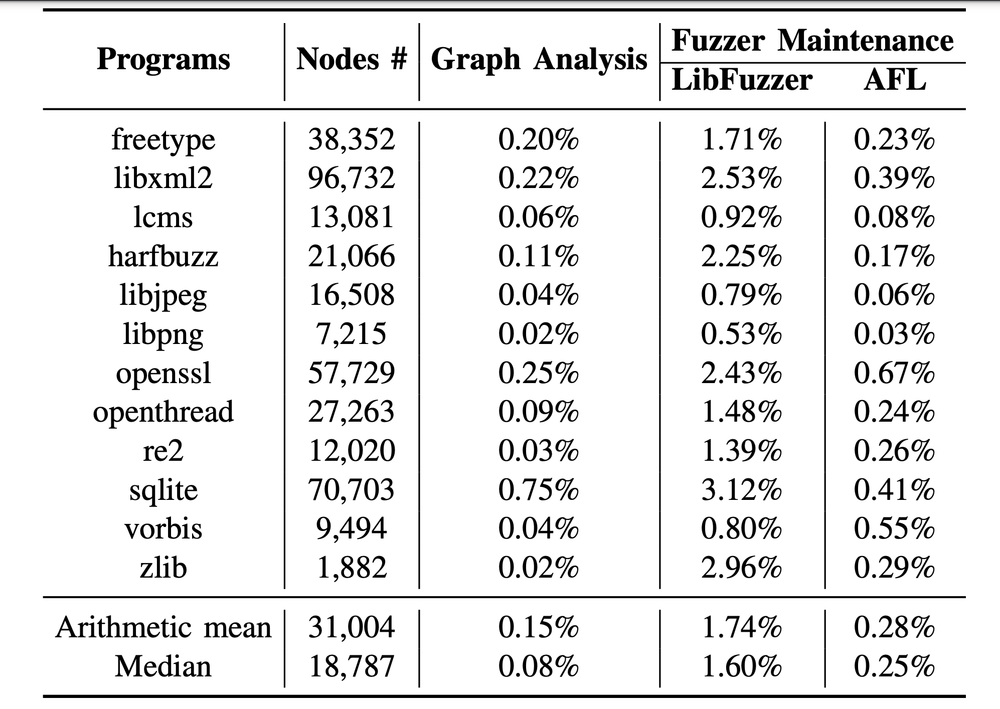 Programs Nodes # Graph Analysis Fuzzer Maintenance
LibFuzzer AFL
freetype 38,352 0.20% 1.71% 0.23%
libxml2 96,732 0.22% 2.53% 0.39%
lcms 13,081 0.06% 0.92% 0.08%
harfbuzz 21,066 0.11% 2.25% 0.17%
libjpeg 16,508 0.04% 0.79% 0.06%
libpng 7,215 0.02% 0.53% 0.03%
openssl 57,729 0.25% 2.43% 0.67%
openthread 27,263 0.09% 1.48% 0.24%
re2 12,020 0.03% 1.39% 0.26%
sqlite 70,703 0.75% 3.12% 0.41%
vorbis 9,494 0.04% 0.80% 0.55%
zlib 1,882 0.02% 2.96% 0.29%
Arithmetic mean 31,004 0.15% 1.74% 0.28%
Median 18,787 0.08% 1.60% 0.25%